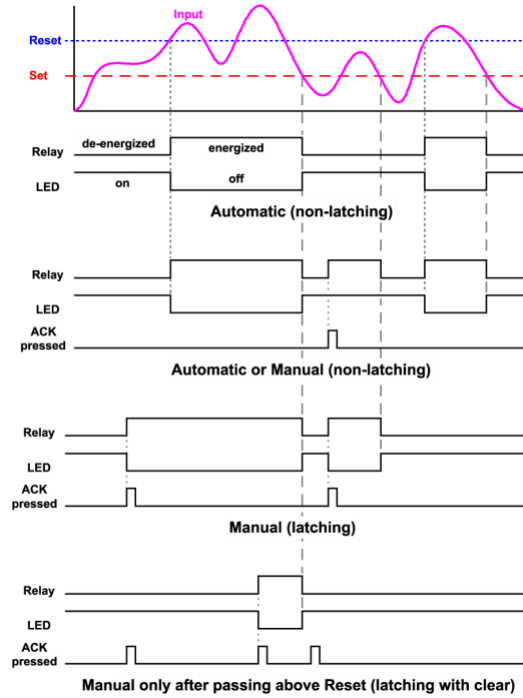 Input
Reset
Set
de-energized energized
Relay
LED
on off
Automatic (non-latching)
Relay
LED
ACK
pressed
Automatic or Manual (non-latching)
Relay
LED
ACK
pressed
Manual (latching)
Relay
LED
ACK
pressed
Manual only after passing above Reset (latching with clear)